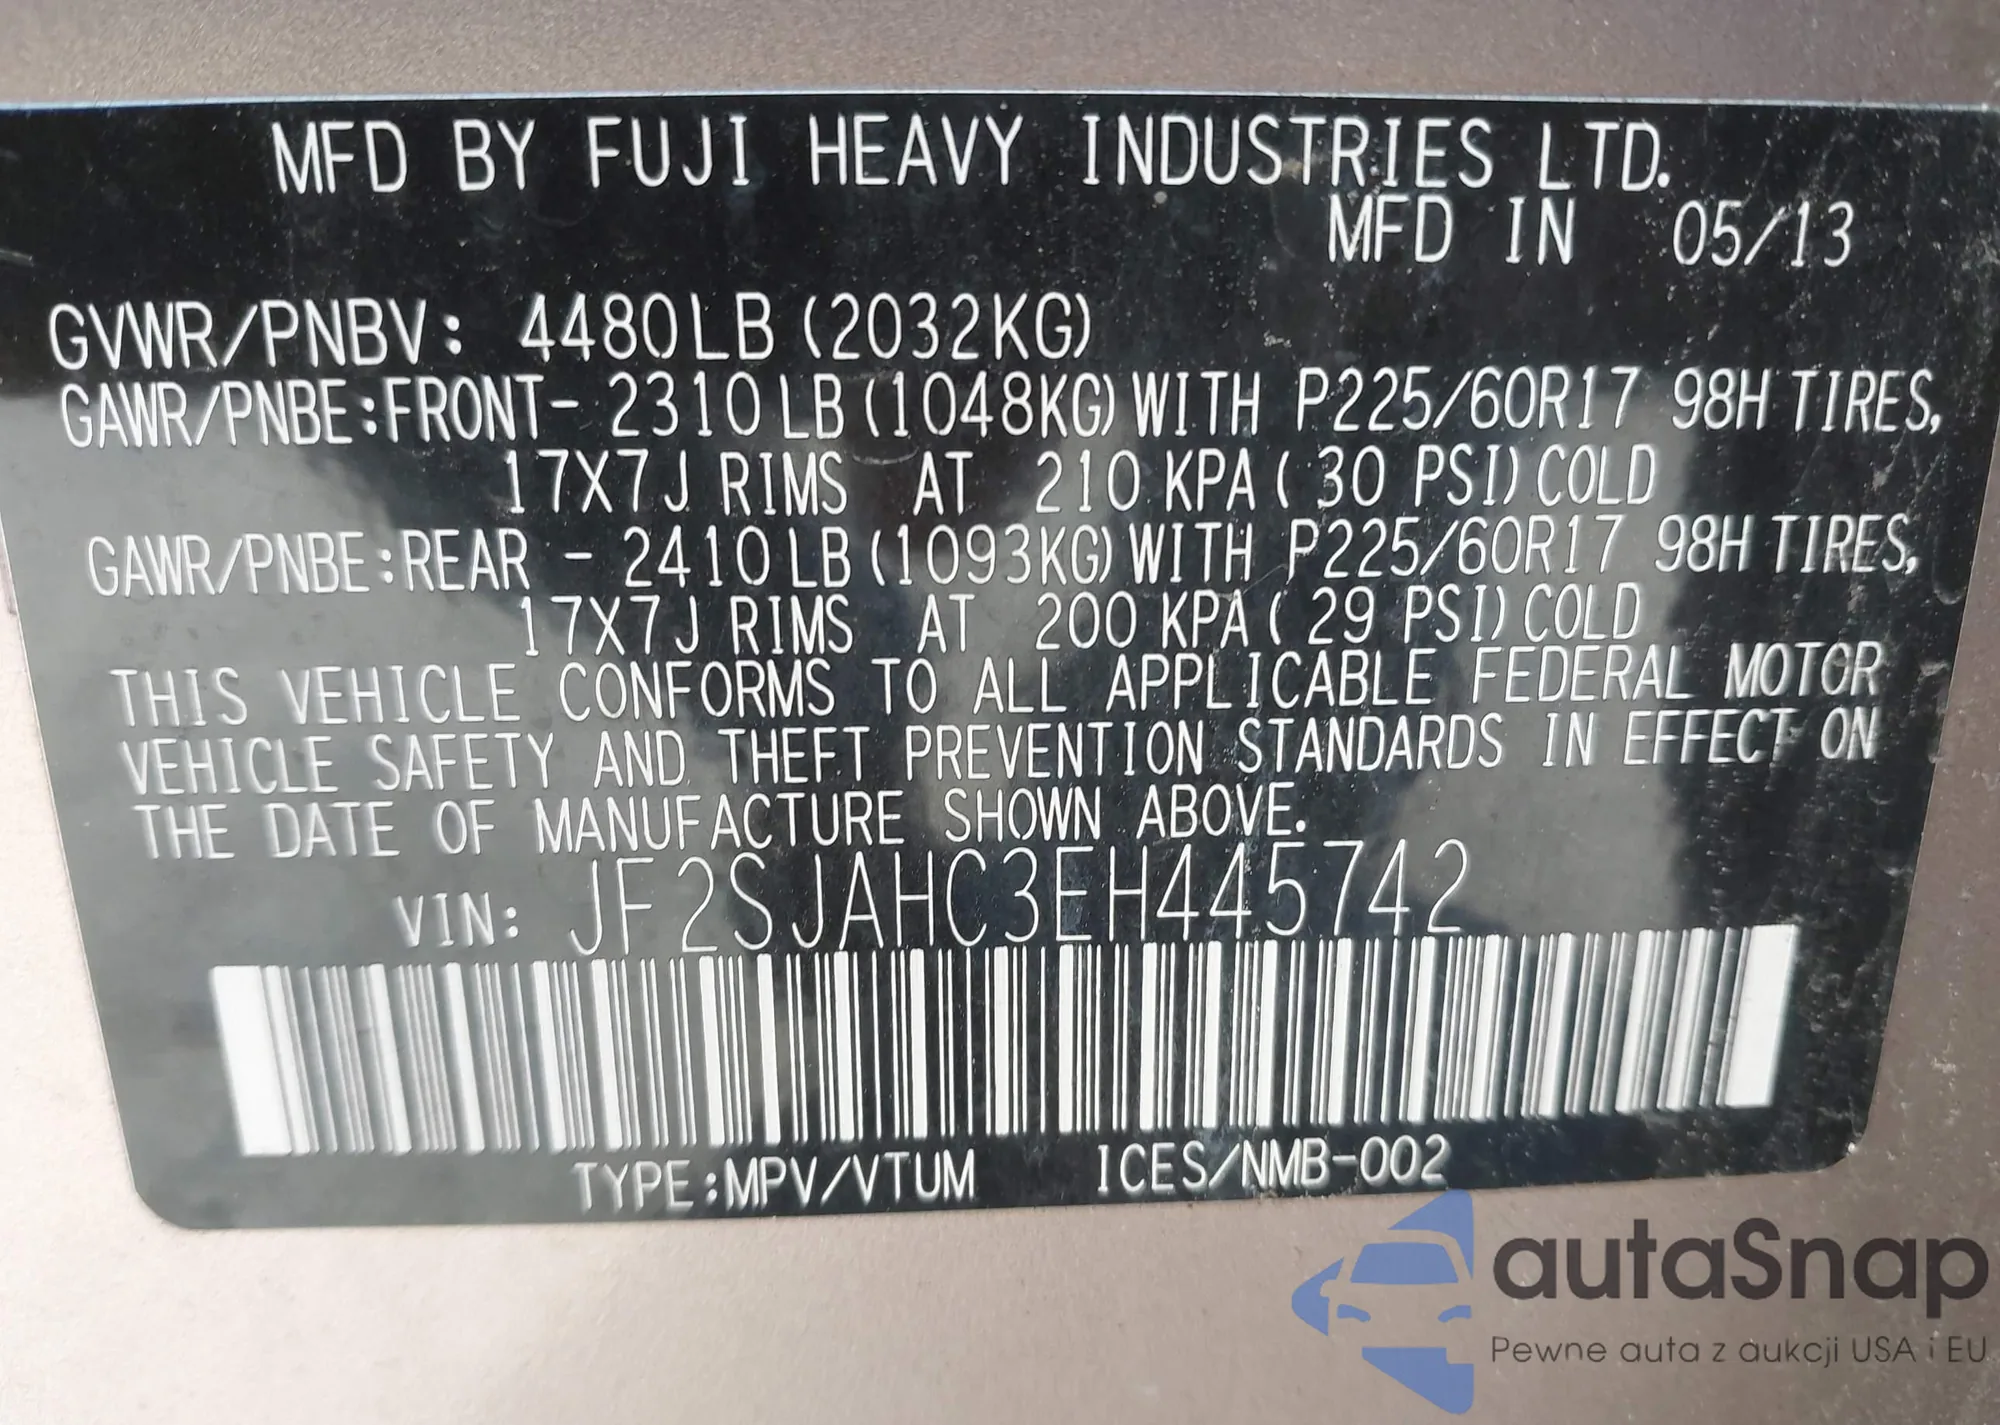 MFD BY FUJI HEAVY INDUSTRIES LTD.
MFD IN 05/13
GVWR/PNBV: 4480LB (2032KG)
GAWR/PNBE:FRONT- 2310LB (1048KG) WITH P225/60R17 98H TIRES,
17X7J RIMS AT 210 KPA ( 30 PSI) COLD
GAWR/PNBE:REAR - 2410LB (1093KG) WITH P225/60R17 98H TIRES,
17X7J RIMS AT 200 KPA ( 29 PSI) COLD
THIS VEHICLE CONFORMS TO ALL APPLICABLE FEDERAL MOTOR
VEHICLE SAFETY AND THEFT PREVENTION STANDARDS IN EFFECT ON
THE DATE OF MANUFACTURE SHOWN ABOVE.
VIN: JF2SJAHC3EH445742
TYPE:MPV/VTUM ICES/NMB-002
autaSnap
Pewne auta z aukcji USA i EU